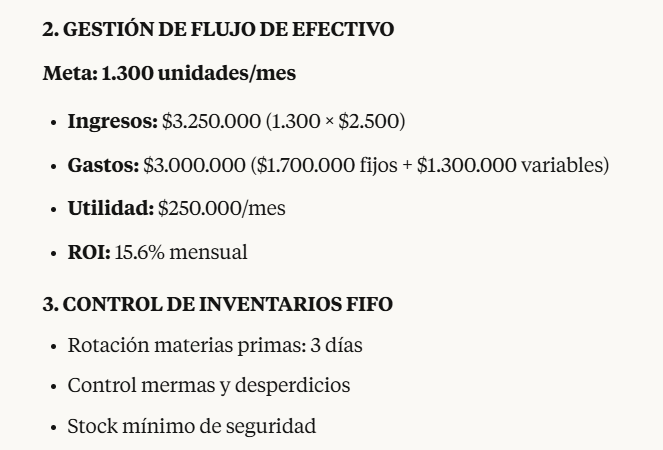 2. GESTIÓN DE FLUJO DE EFECTIVO
Meta: 1.300 unidades/mes
• Ingresos: $3.250.000 (1.300 × $2.500)
• Gastos: $3.000.000 ($1.700.000 fijos + $1.300.000 variables)
• Utilidad: $250.000/mes
• ROI: 15.6% mensual
3. CONTROL DE INVENTARIOS FIFO
• Rotación materias primas: 3 días
• Control mermas y desperdicios
• Stock mínimo de seguridad